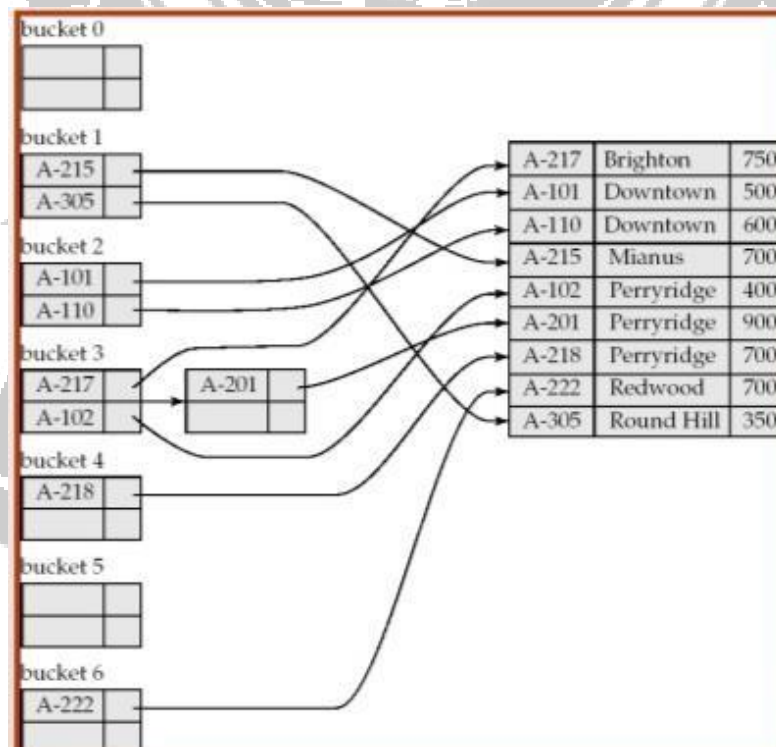 bucket 0
bucket 1
A-215
A-305
bucket 2
A-101
A-110
bucket 3
A-217
A-102
A-201
bucket 4
A-218
bucket 5
bucket 6
A-222
A-217 Brighton 750
A-101 Downtown 500
A-110 Downtown 600
A-215 Mianus 700
A-102 Perryridge 400
A-201 Perryridge 900
A-218 Perryridge 700
A-222 Redwood 700
A-305 Round Hill 350